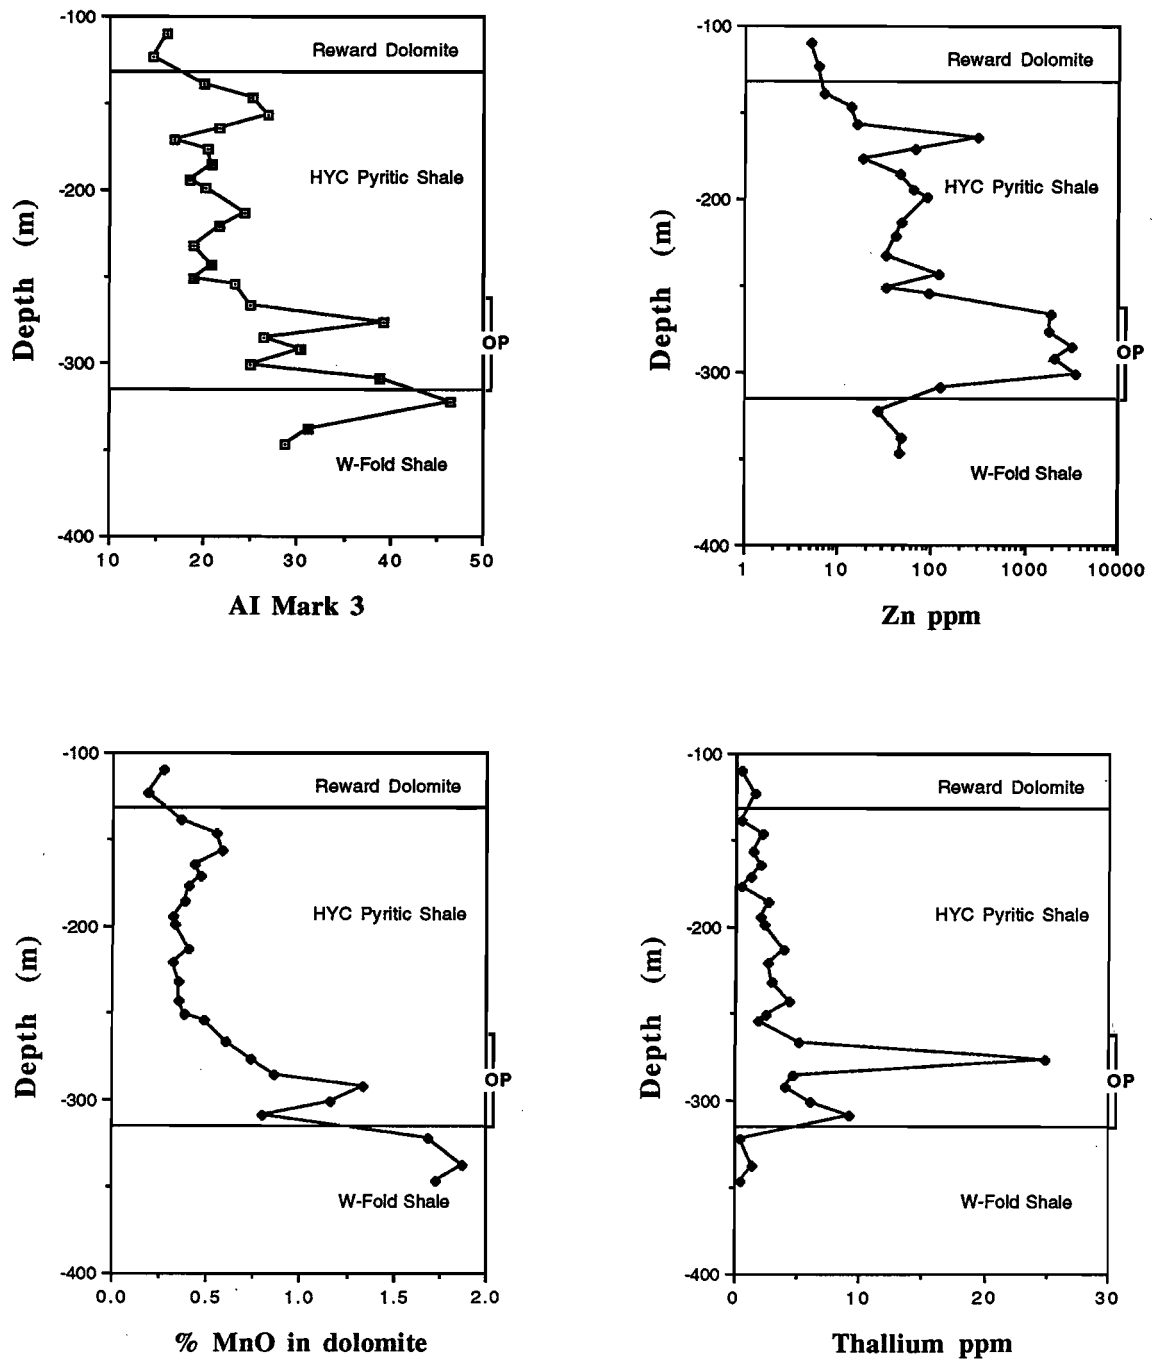 -100
Reward Dolomite
HYC Pyritic Shale
-200
Depth (m)
-300
OP
W-Fold Shale
-400
10 20 30 40 50
AI Mark 3
-100
Reward Dolomite
HYC Pyritic Shale
-200
Depth (m)
-300
OP
W-Fold Shale
-400
1 10 100 1000 10000
Zn ppm
-100
Reward Dolomite
HYC Pyritic Shale
-200
Depth (m)
-300
OP
W-Fold Shale
-400
0.0 0.5 1.0 1.5 2.0
% MnO in dolomite
-100
Reward Dolomite
HYC Pyritic Shale
-200
Depth (m)
-300
OP
W-Fold Shale
-400
0 10 20 30
Thallium ppm